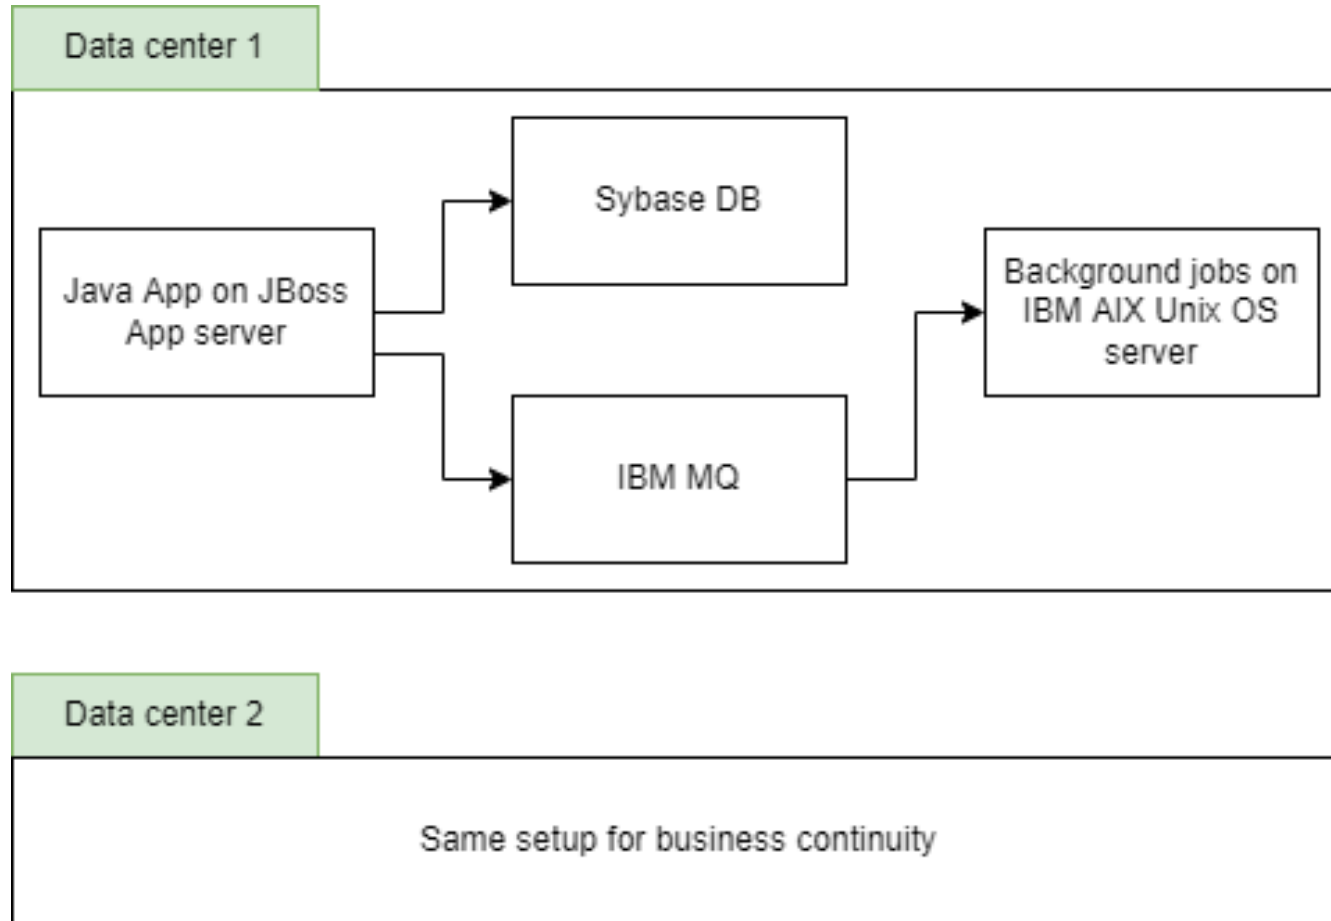 Data center 1
Sybase DB
Java App on JBoss
App server
Background jobs on
IBM AIX Unix OS
server
IBM MQ
Data center 2
Same setup for business continuity